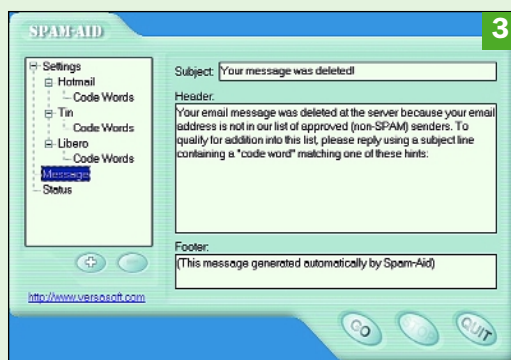 SPAM-AID
3
Settings
Hotmail
Code Words
Tin
Code Words
Libero
Code Words
Message
Status
http://www.versasoft.com
Subject: Your message was deleted!
Header:
Your email message was deleted at the server because your email
address is not in our list of approved (non-SPAM) senders. To
qualify for addition into this list, please reply using a subject line
containing a "code word" matching one of these hints:
Footer:
(This message generated automatically by Spam-Aid)
GO
STOP
QUIT